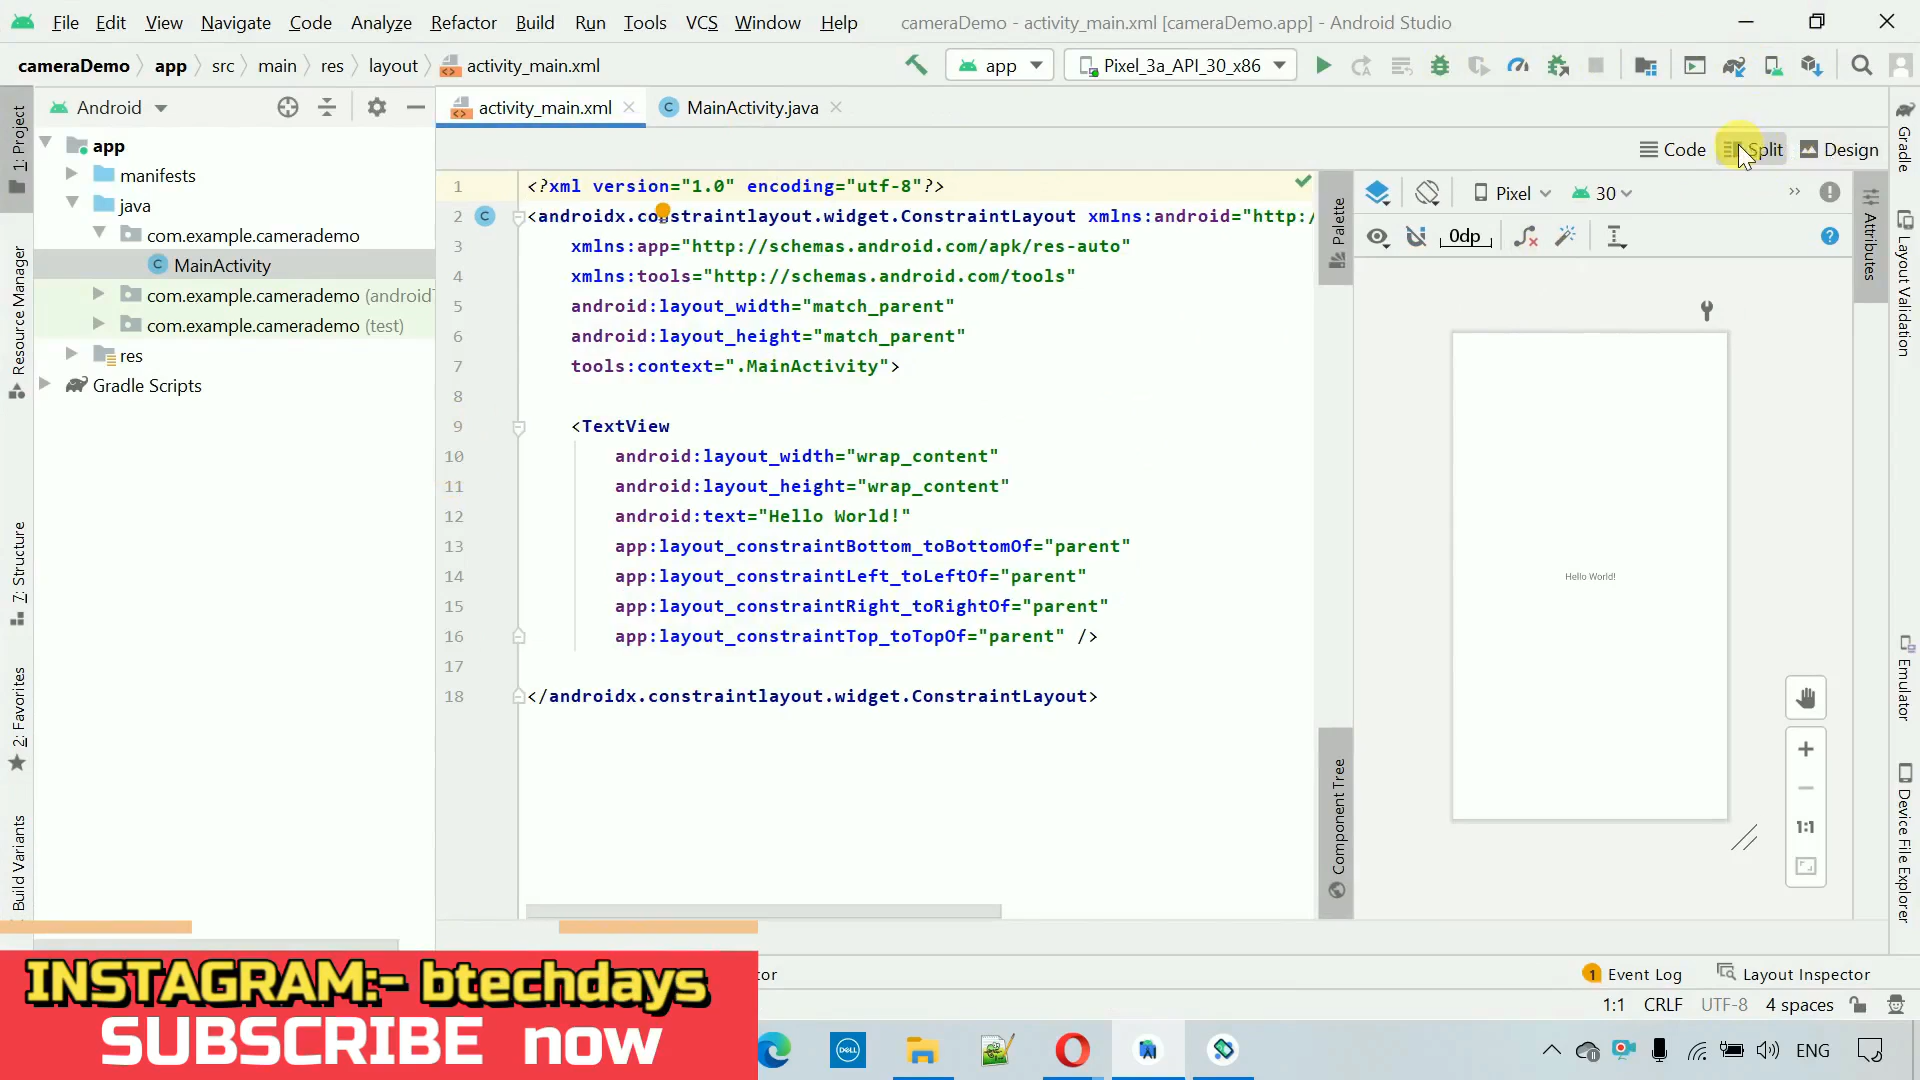 File Edit View Navigate Code Analyze Refactor Build Run Tools VCS Window Help cameraDemo - activity_main.xml [cameraDemo.app] - Android Studio
cameraDemo app src main res layout activity_main.xml app Pixel_3a_API_30_x86
Android activity_main.xml MainActivity.java
Code Split Design
1: Project
Resource Manager
7: Structure
2: Favorites
Build Variants
app
manifests
java
com.example.camerademo
MainActivity
com.example.camerademo (android
com.example.camerademo (test)
res
Gradle Scripts
1 <?xml version="1.0" encoding="utf-8"?>
2 <androidx.constraintlayout.widget.ConstraintLayout xmlns:android="http:/
3 xmlns:app="http://schemas.android.com/apk/res-auto"
4 xmlns:tools="http://schemas.android.com/tools"
5 android:layout_width="match_parent"
6 android:layout_height="match_parent"
7 tools:context=".MainActivity">
8
9 <TextView
10 android:layout_width="wrap_content"
11 android:layout_height="wrap_content"
12 android:text="Hello World!"
13 app:layout_constraintBottom_toBottomOf="parent"
14 app:layout_constraintLeft_toLeftOf="parent"
15 app:layout_constraintRight_toRightOf="parent"
16 app:layout_constraintTop_toTopOf="parent" />
17
18 </androidx.constraintlayout.widget.ConstraintLayout>
Palette
Component Tree
Pixel 30
0dp
Hello World!
1:1
Attributes
Gradle
Layout Validation
Emulator
Device File Explorer
INSTAGRAM:- btechdays
SUBSCRIBE now
tor
1 Event Log Layout Inspector
1:1 CRLF UTF-8 4 spaces
DELL
ENG